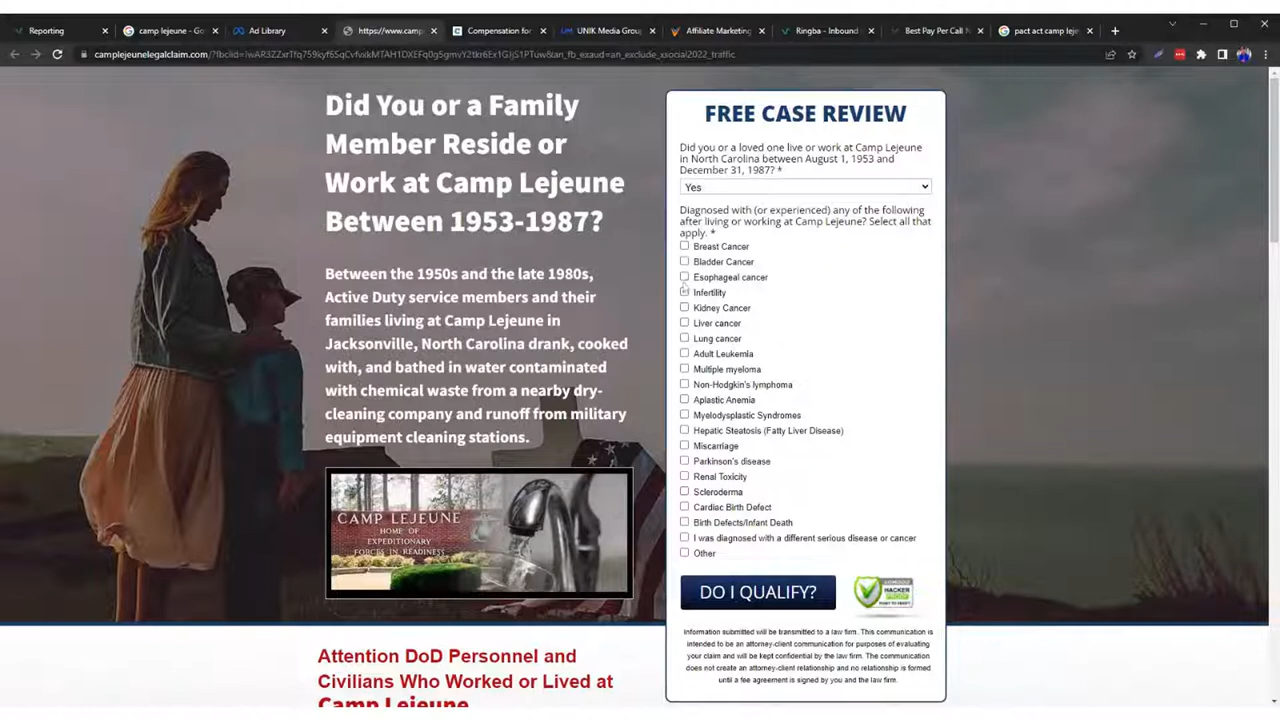 Reporting
camp lejeune - Go
Ad Library
https://www.camp
Compensation for
UNIK Media Grou
Affiliate Marketing
Ringba - Inbound
Best Pay Per Call N
pact act camp leje
camplejeunelegalclaim.com
Did You or a Family
Member Reside or
Work at Camp Lejeune
Between 1953-1987?
Between the 1950s and the late 1980s,
Active Duty service members and their
families living at Camp Lejeune in
Jacksonville, North Carolina drank, cooked
with, and bathed in water contaminated
with chemical waste from a nearby dry-
cleaning company and runoff from military
equipment cleaning stations.
CAMP LEJEUNE
HOME OF
EXPEDITIONARY
FORCES IN READINESS
Attention DoD Personnel and
Civilians Who Worked or Lived at
Camp Lejeune
FREE CASE REVIEW
Did you or a loved one live or work at Camp Lejeune
in North Carolina between August 1, 1953 and
December 31, 1987? *
Yes
Diagnosed with (or experienced) any of the following
after living or working at Camp Lejeune? Select all that
apply. *
Breast Cancer
Bladder Cancer
Esophageal cancer
Infertility
Kidney Cancer
Liver cancer
Lung cancer
Adult Leukemia
Multiple myeloma
Non-Hodgkin's lymphoma
Aplastic Anemia
Myelodysplastic Syndromes
Hepatic Steatosis (Fatty Liver Disease)
Miscarriage
Parkinson's disease
Renal Toxicity
Scleroderma
Cardiac Birth Defect
Birth Defects/Infant Death
I was diagnosed with a different serious disease or cancer
Other
DO I QUALIFY?
HACKER
Information submitted will be transmitted to a law firm. This communication is
intended to be an attorney-client communication for purposes of evaluating
your claim and will be kept confidential by the law firm. The communication
does not create an attorney-client relationship and no relationship is formed
until a fee agreement is signed by you and the law firm.